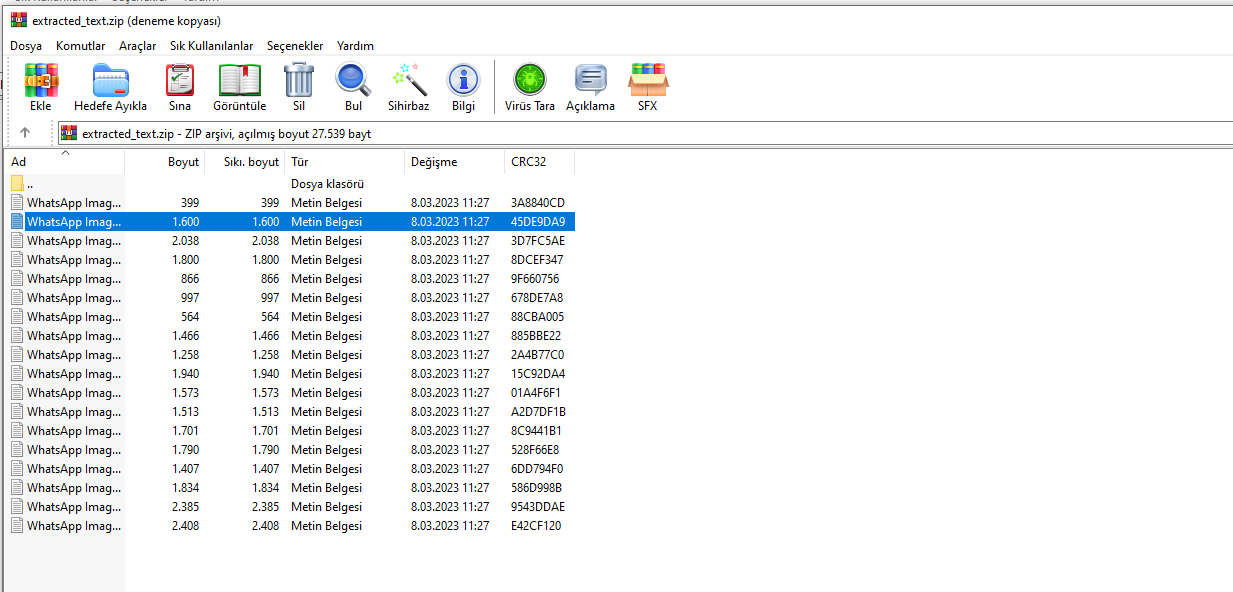 extracted_text.zip (deneme kopyası)
Dosya Komutlar Araçlar Sık Kullanılanlar Seçenekler Yardım
Ekle Hedefe Ayıkla Sına Görüntüle Sil Bul Sihirbaz Bilgi Virüs Tara Açıklama SFX
extracted_text.zip - ZIP arşivi, açılmış boyut 27.539 bayt
Ad Boyut Sıkı. boyut Tür Değişme CRC32
.. Dosya klasörü
WhatsApp Imag... 399 399 Metin Belgesi 8.03.2023 11:27 3A8840CD
WhatsApp Imag... 1.600 1.600 Metin Belgesi 8.03.2023 11:27 45DE9DA9
WhatsApp Imag... 2.038 2.038 Metin Belgesi 8.03.2023 11:27 3D7FC5AE
WhatsApp Imag... 1.800 1.800 Metin Belgesi 8.03.2023 11:27 8DCEF347
WhatsApp Imag... 866 866 Metin Belgesi 8.03.2023 11:27 9F660756
WhatsApp Imag... 997 997 Metin Belgesi 8.03.2023 11:27 678DE7A8
WhatsApp Imag... 564 564 Metin Belgesi 8.03.2023 11:27 88CBA005
WhatsApp Imag... 1.466 1.466 Metin Belgesi 8.03.2023 11:27 885BBE22
WhatsApp Imag... 1.258 1.258 Metin Belgesi 8.03.2023 11:27 2A4B77C0
WhatsApp Imag... 1.940 1.940 Metin Belgesi 8.03.2023 11:27 15C92DA4
WhatsApp Imag... 1.573 1.573 Metin Belgesi 8.03.2023 11:27 01A4F6F1
WhatsApp Imag... 1.513 1.513 Metin Belgesi 8.03.2023 11:27 A2D7DF1B
WhatsApp Imag... 1.701 1.701 Metin Belgesi 8.03.2023 11:27 8C9441B1
WhatsApp Imag... 1.790 1.790 Metin Belgesi 8.03.2023 11:27 528F66E8
WhatsApp Imag... 1.407 1.407 Metin Belgesi 8.03.2023 11:27 6DD794F0
WhatsApp Imag... 1.834 1.834 Metin Belgesi 8.03.2023 11:27 586D998B
WhatsApp Imag... 2.385 2.385 Metin Belgesi 8.03.2023 11:27 9543DDAE
WhatsApp Imag... 2.408 2.408 Metin Belgesi 8.03.2023 11:27 E42CF120